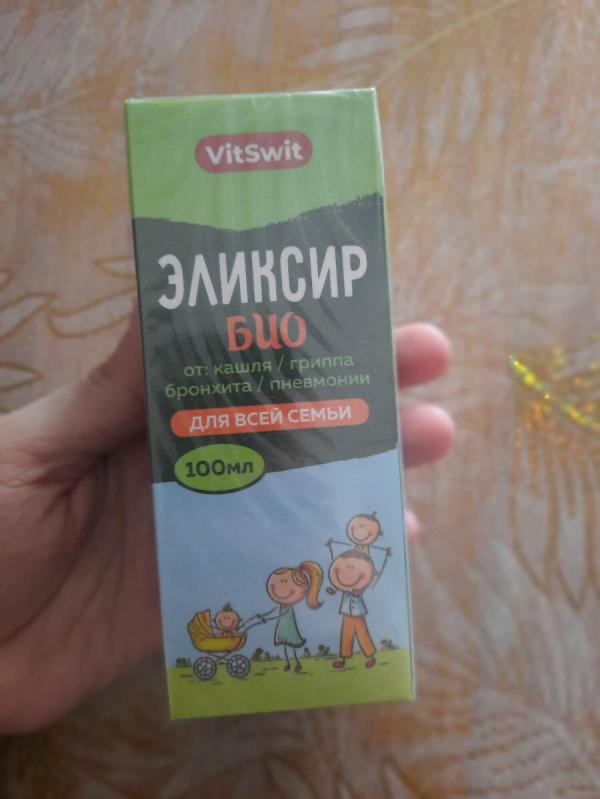 VitSwit
ЭЛИКСИР
БИО
от: кашля / гриппа
бронхита / пневмонии
ДЛЯ ВСЕЙ СЕМЬИ
100мл